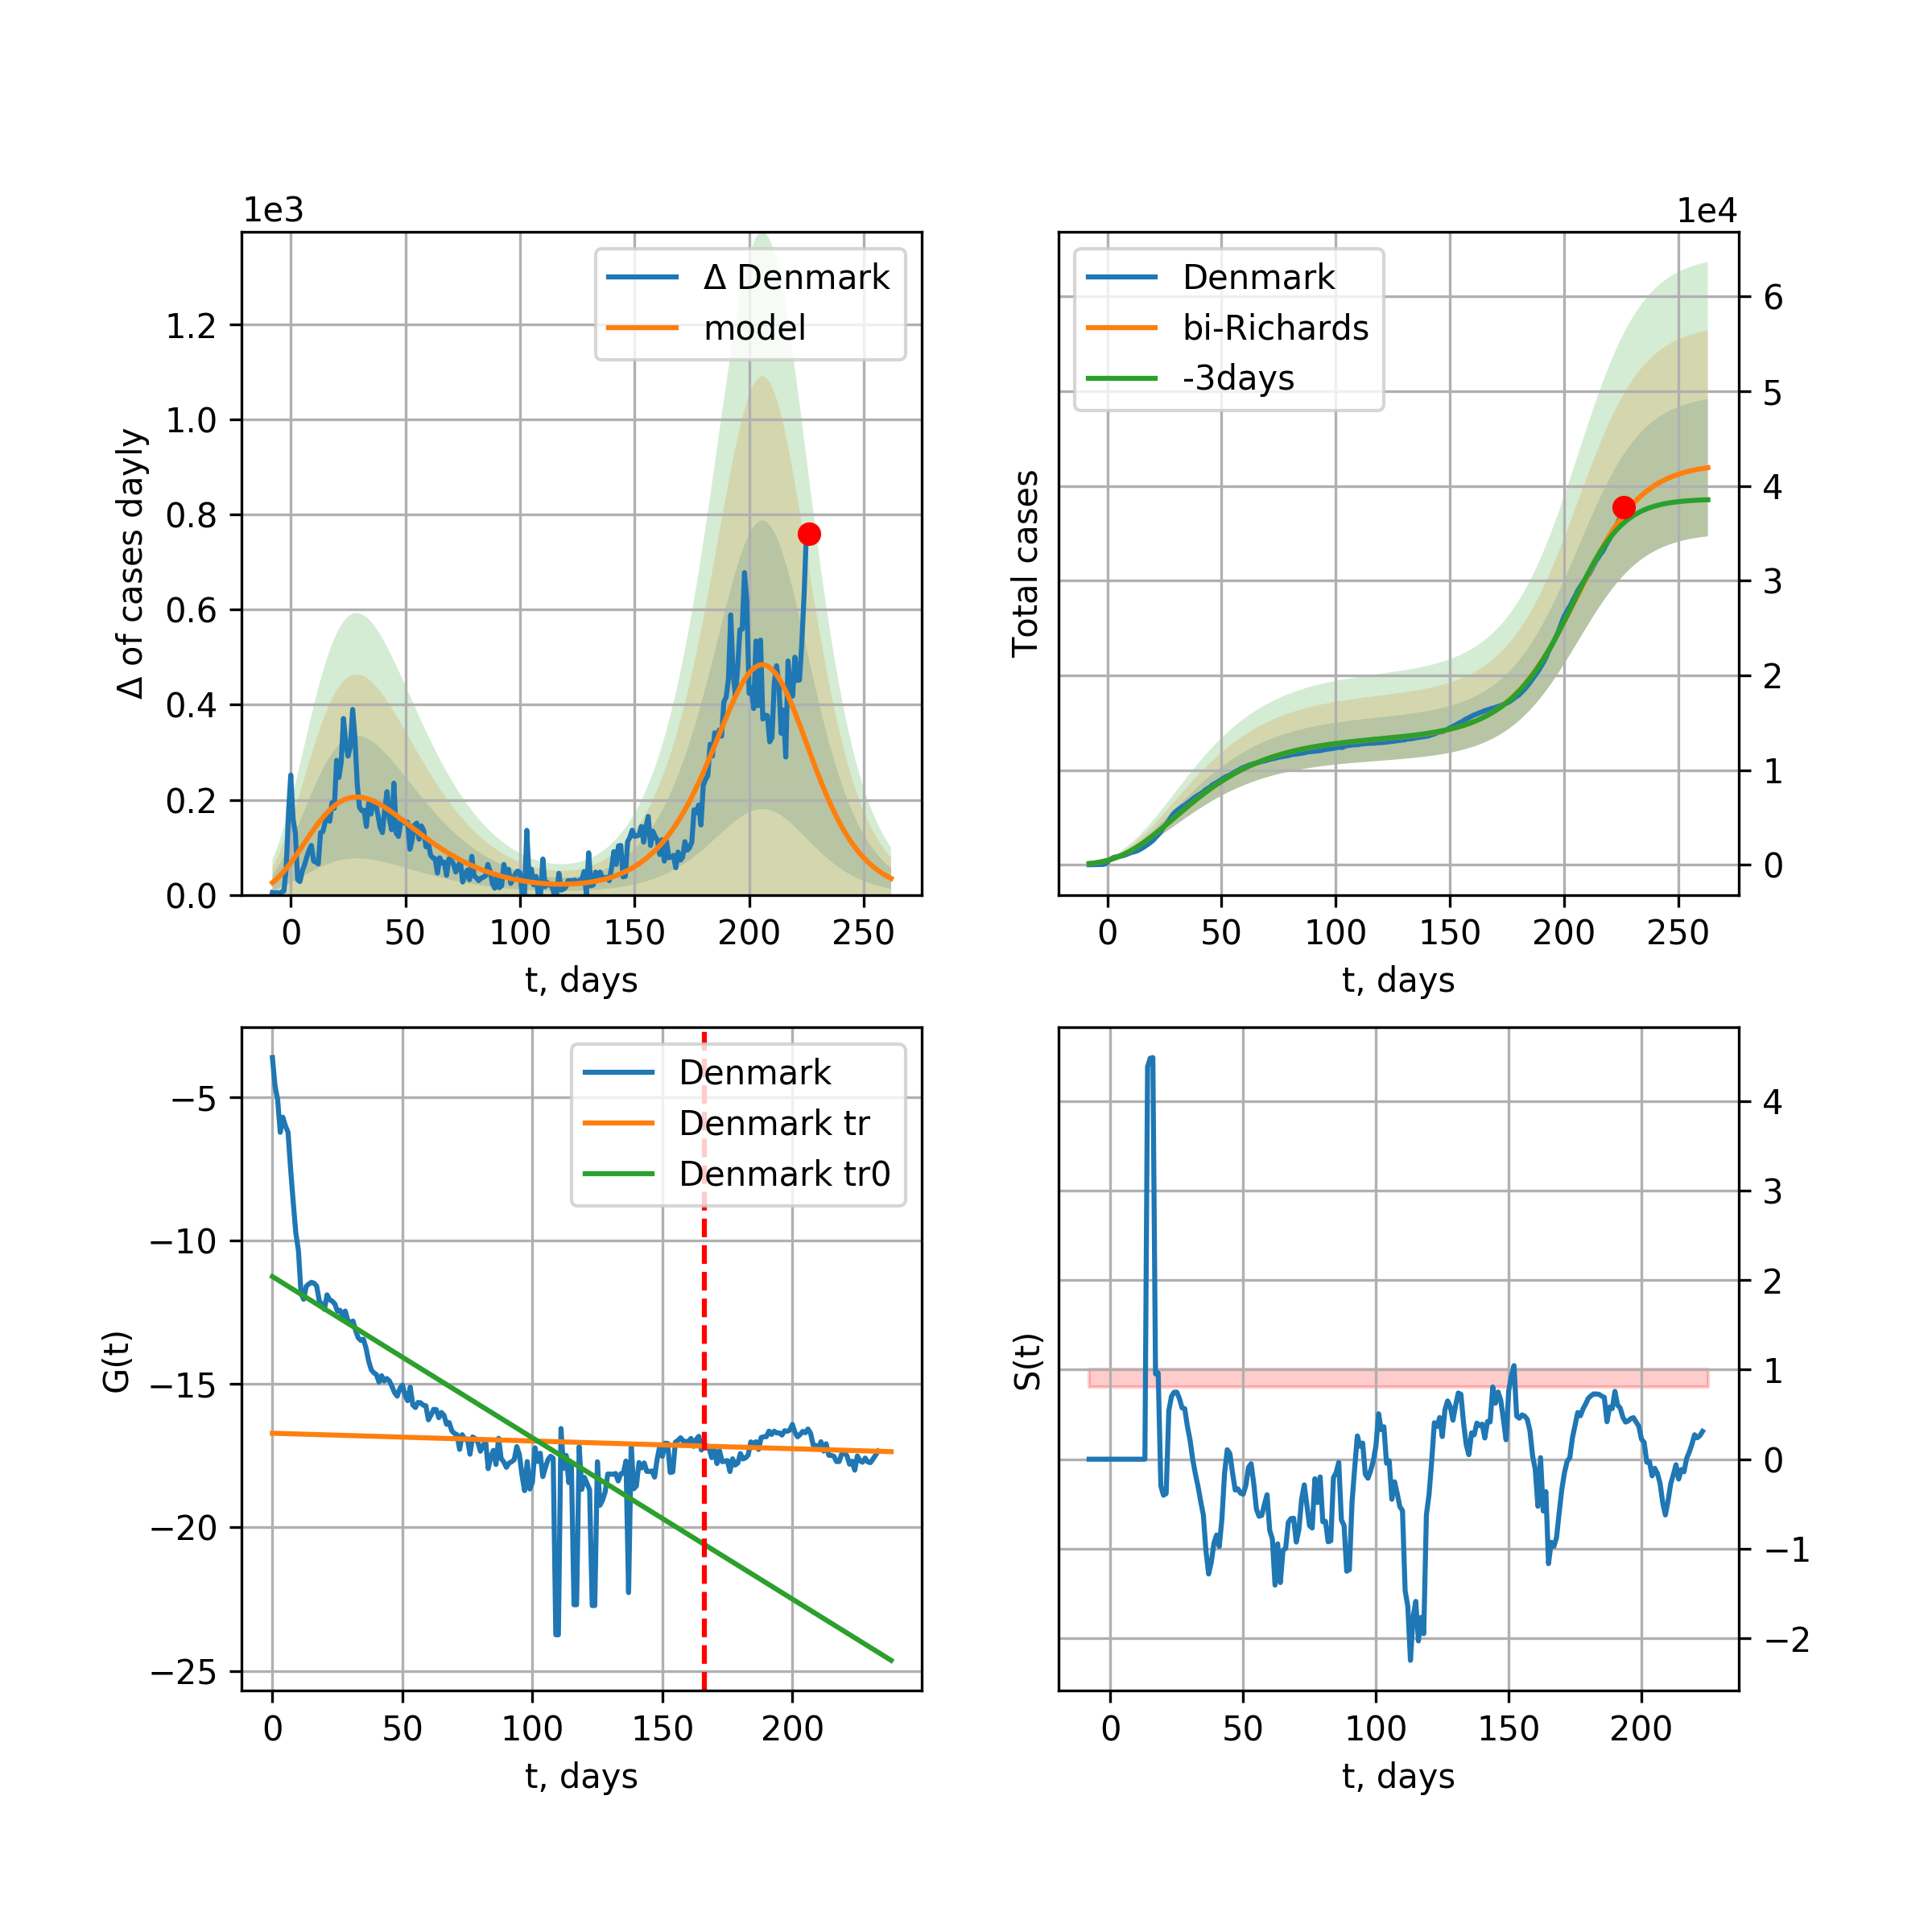 1e3
Δ of cases dayly
1.2
1.0
0.8
0.6
0.4
0.2
0.0
Δ Denmark
model
0 50 100 150 200 250
t, days
1e4
Total cases
Denmark
bi-Richards
-3days
6
5
4
3
2
1
0
0 50 100 150 200 250
t, days
G(t)
−5
−10
−15
−20
−25
Denmark
Denmark tr
Denmark tr0
0 50 100 150 200
t, days
S(t)
4
3
2
1
0
−1
−2
0 50 100 150 200
t, days